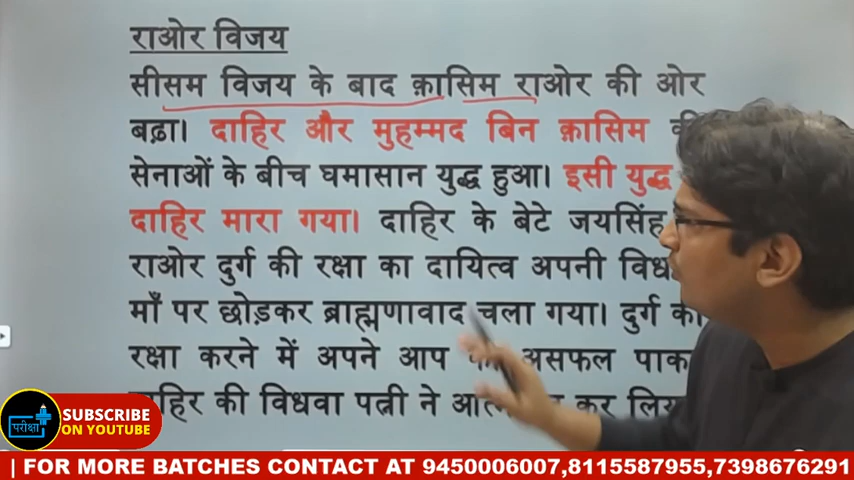 राओर विजय
सीसम विजय के बाद क़ासिम राओर की ओर
बढ़ा। दाहिर और मुहम्मद बिन क़ासिम
सेनाओं के बीच घमासान युद्ध हुआ। इसी युद्ध
दाहिर मारा गया। दाहिर के बेटे जयसिंह
राओर दुर्ग की रक्षा का दायित्व अपनी
माँ पर छोड़कर ब्राह्मणावाद चला गया। दुर्ग की
रक्षा करने में अपने आप असफल
की विधवा पत्नी ने कर
परीक्षा
SUBSCRIBE
ON YOUTUBE
| FOR MORE BATCHES CONTACT AT 9450006007,8115587955,7398676291